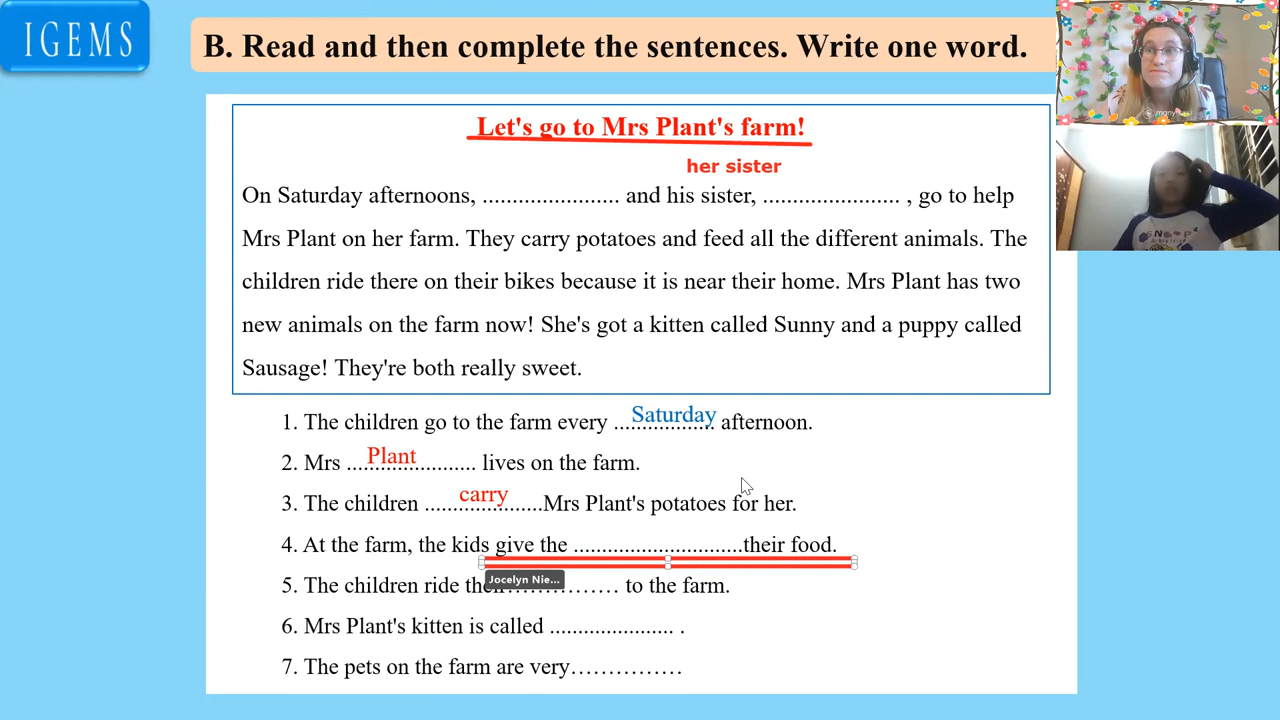 IGEMS
B. Read and then complete the sentences. Write one word.
Let's go to Mrs Plant's farm!
her sister
On Saturday afternoons, ....................... and his sister, ....................... , go to help
Mrs Plant on her farm. They carry potatoes and feed all the different animals. The
children ride there on their bikes because it is near their home. Mrs Plant has two
new animals on the farm now! She's got a kitten called Sunny and a puppy called
Sausage! They're both really sweet.
1. The children go to the farm every Saturday afternoon.
2. Mrs Plant lives on the farm.
3. The children carry Mrs Plant's potatoes for her.
4. At the farm, the kids give the .............................their food.
Jocelyn Nie...
5. The children ride their…………… to the farm.
6. Mrs Plant's kitten is called ...................... .
7. The pets on the farm are very……………